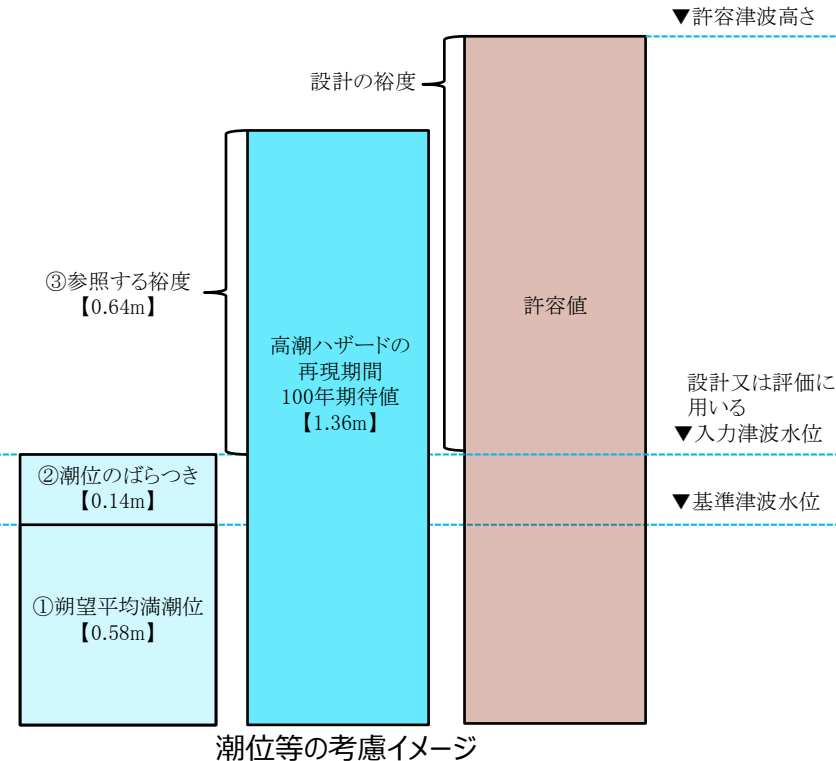 ▼許容津波高さ
設計の裕度
③参照する裕度
【0.64m】
高潮ハザードの
再現期間
100年期待値
【1.36m】
許容値
設計又は評価に
用いる
▼入力津波水位
②潮位のばらつき
【0.14m】
▼基準津波水位
①朔望平均満潮位
【0.58m】
潮位等の考慮イメージ